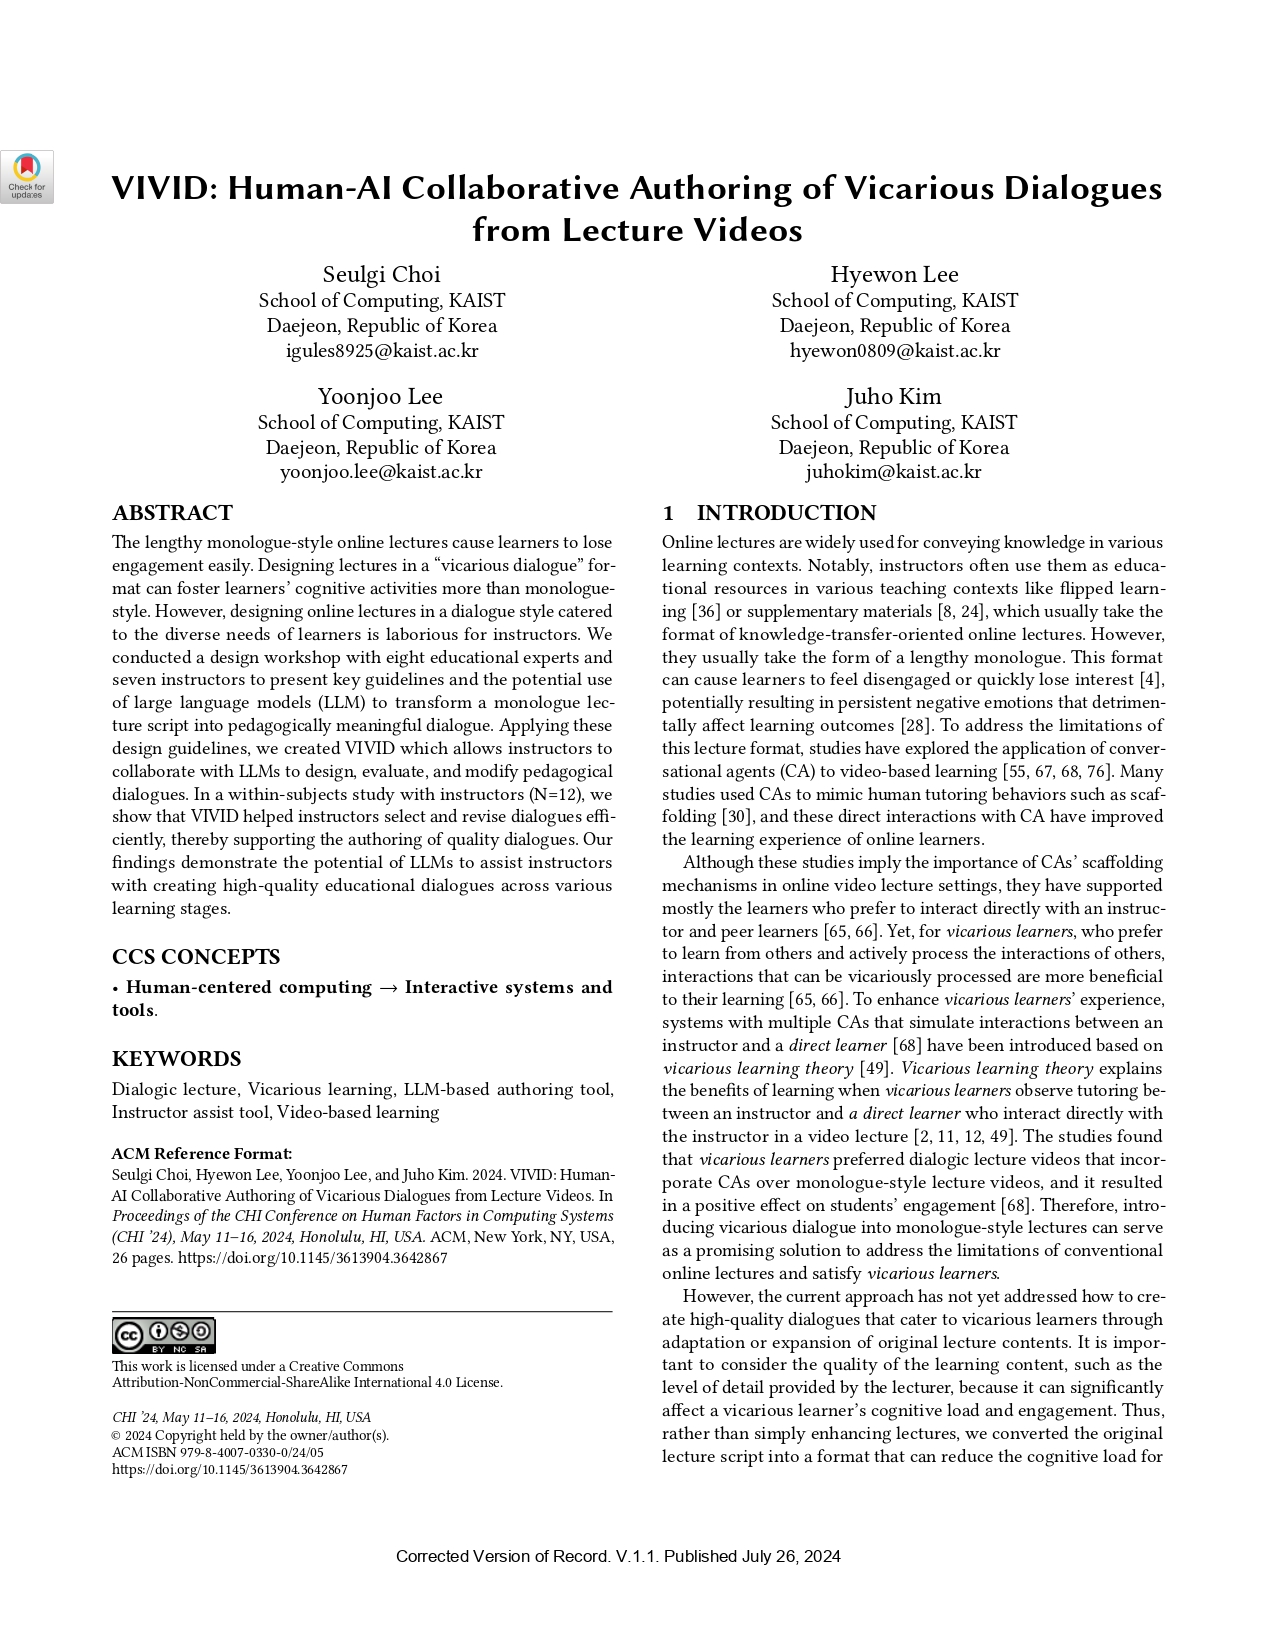 Check for
updates
VIVID: Human-AI Collaborative Authoring of Vicarious Dialogues
from Lecture Videos
Seulgi Choi
School of Computing, KAIST
Daejeon, Republic of Korea
igules8925@kaist.ac.kr
Hyewon Lee
School of Computing, KAIST
Daejeon, Republic of Korea
hyewon0809@kaist.ac.kr
Yoonjoo Lee
School of Computing, KAIST
Daejeon, Republic of Korea
yoonjoo.lee@kaist.ac.kr
Juho Kim
School of Computing, KAIST
Daejeon, Republic of Korea
juhokim@kaist.ac.kr
ABSTRACT
The lengthy monologue-style online lectures cause learners to lose
engagement easily. Designing lectures in a “vicarious dialogue” for-
mat can foster learners’ cognitive activities more than monologue-
style. However, designing online lectures in a dialogue style catered
to the diverse needs of learners is laborious for instructors. We
conducted a design workshop with eight educational experts and
seven instructors to present key guidelines and the potential use
of large language models (LLM) to transform a monologue lec-
ture script into pedagogically meaningful dialogue. Applying these
design guidelines, we created VIVID which allows instructors to
collaborate with LLMs to design, evaluate, and modify pedagogical
dialogues. In a within-subjects study with instructors (N=12), we
show that VIVID helped instructors select and revise dialogues effi-
ciently, thereby supporting the authoring of quality dialogues. Our
findings demonstrate the potential of LLMs to assist instructors
with creating high-quality educational dialogues across various
learning stages.
CCS CONCEPTS
• Human-centered computing → Interactive systems and
tools.
KEYWORDS
Dialogic lecture, Vicarious learning, LLM-based authoring tool,
Instructor assist tool, Video-based learning
ACM Reference Format:
Seulgi Choi, Hyewon Lee, Yoonjoo Lee, and Juho Kim. 2024. VIVID: Human-
AI Collaborative Authoring of Vicarious Dialogues from Lecture Videos. In
Proceedings of the CHI Conference on Human Factors in Computing Systems
(CHI ’24), May 11–16, 2024, Honolulu, HI, USA. ACM, New York, NY, USA,
26 pages. https://doi.org/10.1145/3613904.3642867
cc BY NC SA
This work is licensed under a Creative Commons
Attribution-NonCommercial-ShareAlike International 4.0 License.
CHI ’24, May 11–16, 2024, Honolulu, HI, USA
© 2024 Copyright held by the owner/author(s).
ACM ISBN 979-8-4007-0330-0/24/05
https://doi.org/10.1145/3613904.3642867
1 INTRODUCTION
Online lectures are widely used for conveying knowledge in various
learning contexts. Notably, instructors often use them as educa-
tional resources in various teaching contexts like flipped learn-
ing [36] or supplementary materials [8, 24], which usually take the
format of knowledge-transfer-oriented online lectures. However,
they usually take the form of a lengthy monologue. This format
can cause learners to feel disengaged or quickly lose interest [4],
potentially resulting in persistent negative emotions that detrimen-
tally affect learning outcomes [28]. To address the limitations of
this lecture format, studies have explored the application of conver-
sational agents (CA) to video-based learning [55, 67, 68, 76]. Many
studies used CAs to mimic human tutoring behaviors such as scaf-
folding [30], and these direct interactions with CA have improved
the learning experience of online learners.
Although these studies imply the importance of CAs’ scaffolding
mechanisms in online video lecture settings, they have supported
mostly the learners who prefer to interact directly with an instruc-
tor and peer learners [65, 66]. Yet, for vicarious learners, who prefer
to learn from others and actively process the interactions of others,
interactions that can be vicariously processed are more beneficial
to their learning [65, 66]. To enhance vicarious learners’ experience,
systems with multiple CAs that simulate interactions between an
instructor and a direct learner [68] have been introduced based on
vicarious learning theory [49]. Vicarious learning theory explains
the benefits of learning when vicarious learners observe tutoring be-
tween an instructor and a direct learner who interact directly with
the instructor in a video lecture [2, 11, 12, 49]. The studies found
that vicarious learners preferred dialogic lecture videos that incor-
porate CAs over monologue-style lecture videos, and it resulted
in a positive effect on students’ engagement [68]. Therefore, intro-
ducing vicarious dialogue into monologue-style lectures can serve
as a promising solution to address the limitations of conventional
online lectures and satisfy vicarious learners.
However, the current approach has not yet addressed how to cre-
ate high-quality dialogues that cater to vicarious learners through
adaptation or expansion of original lecture contents. It is impor-
tant to consider the quality of the learning content, such as the
level of detail provided by the lecturer, because it can significantly
affect a vicarious learner’s cognitive load and engagement. Thus,
rather than simply enhancing lectures, we converted the original
lecture script into a format that can reduce the cognitive load for
Corrected Version of Record. V.1.1. Published July 26, 2024